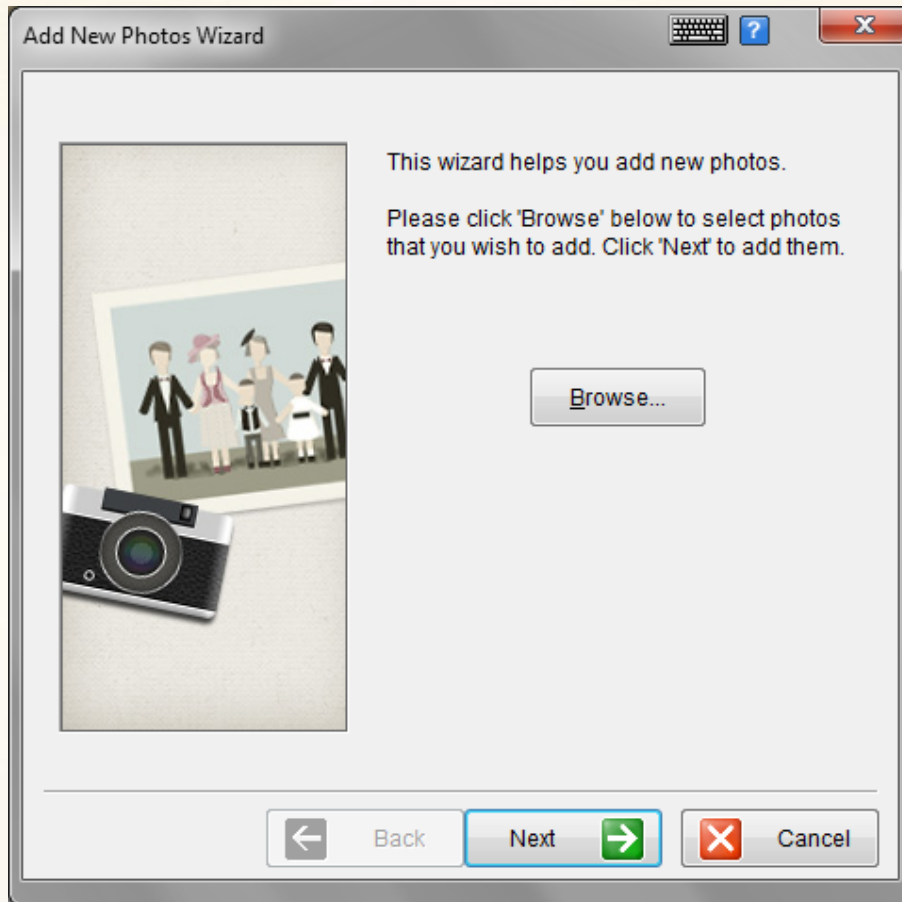 Add New Photos Wizard
?
X
This wizard helps you add new photos.
Please click 'Browse' below to select photos
that you wish to add. Click 'Next' to add them.
Browse...
Back
Next
Cancel